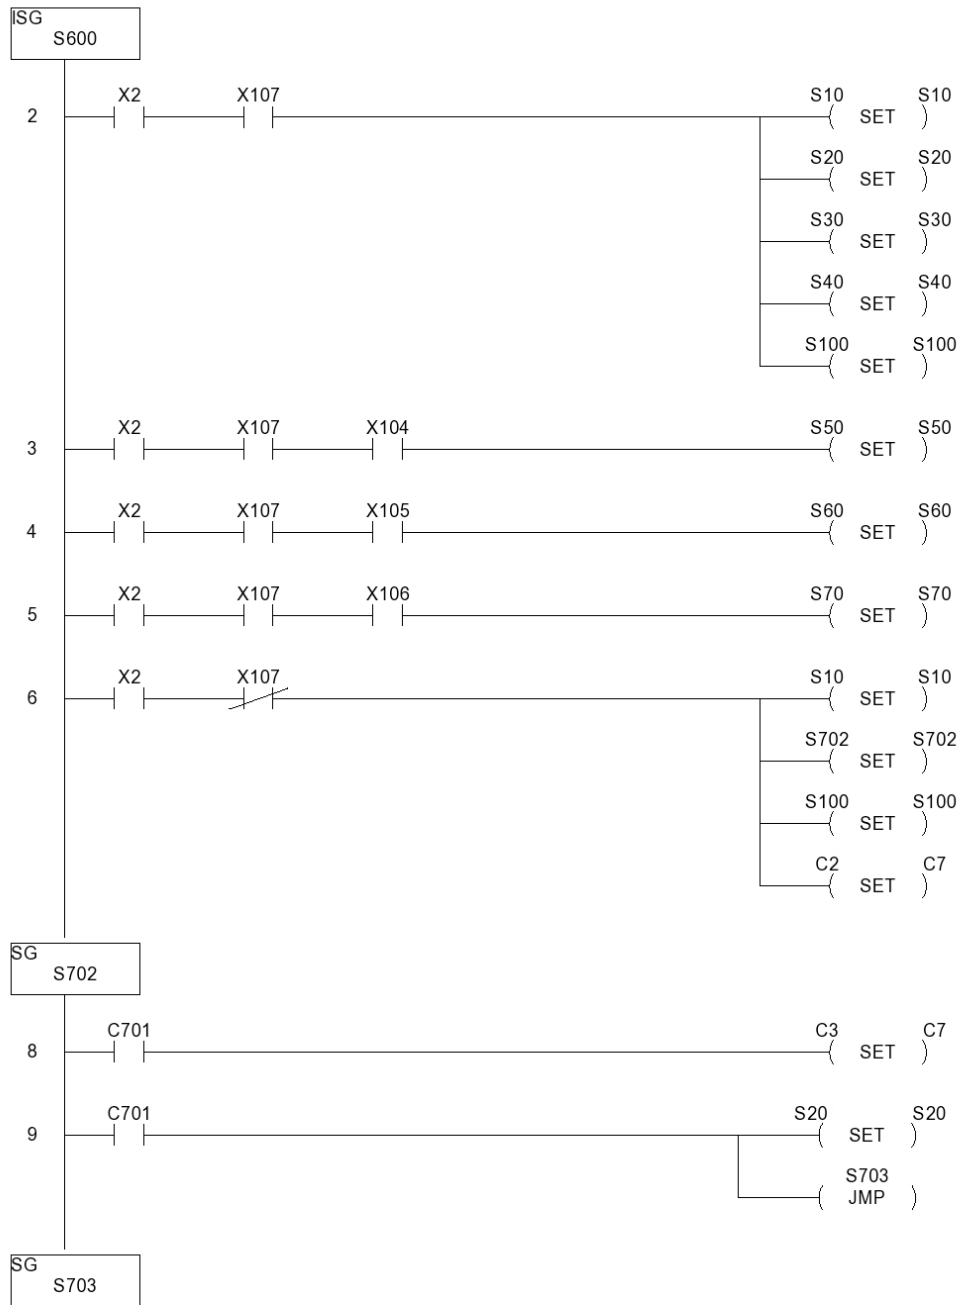 ISG
S600
X2 X107 S10 S10
2 SET
S20 S20
SET
S30 S30
SET
S40 S40
SET
S100 S100
SET
X2 X107 X104 S50 S50
3 SET
X2 X107 X105 S60 S60
4 SET
X2 X107 X106 S70 S70
5 SET
X2 X107 S10 S10
6 SET
S702 S702
SET
S100 S100
SET
C2 C7
SET
SG
S702
C701 C3 C7
8 SET
C701 S20 S20
9 SET
S703
JMP
SG
S703